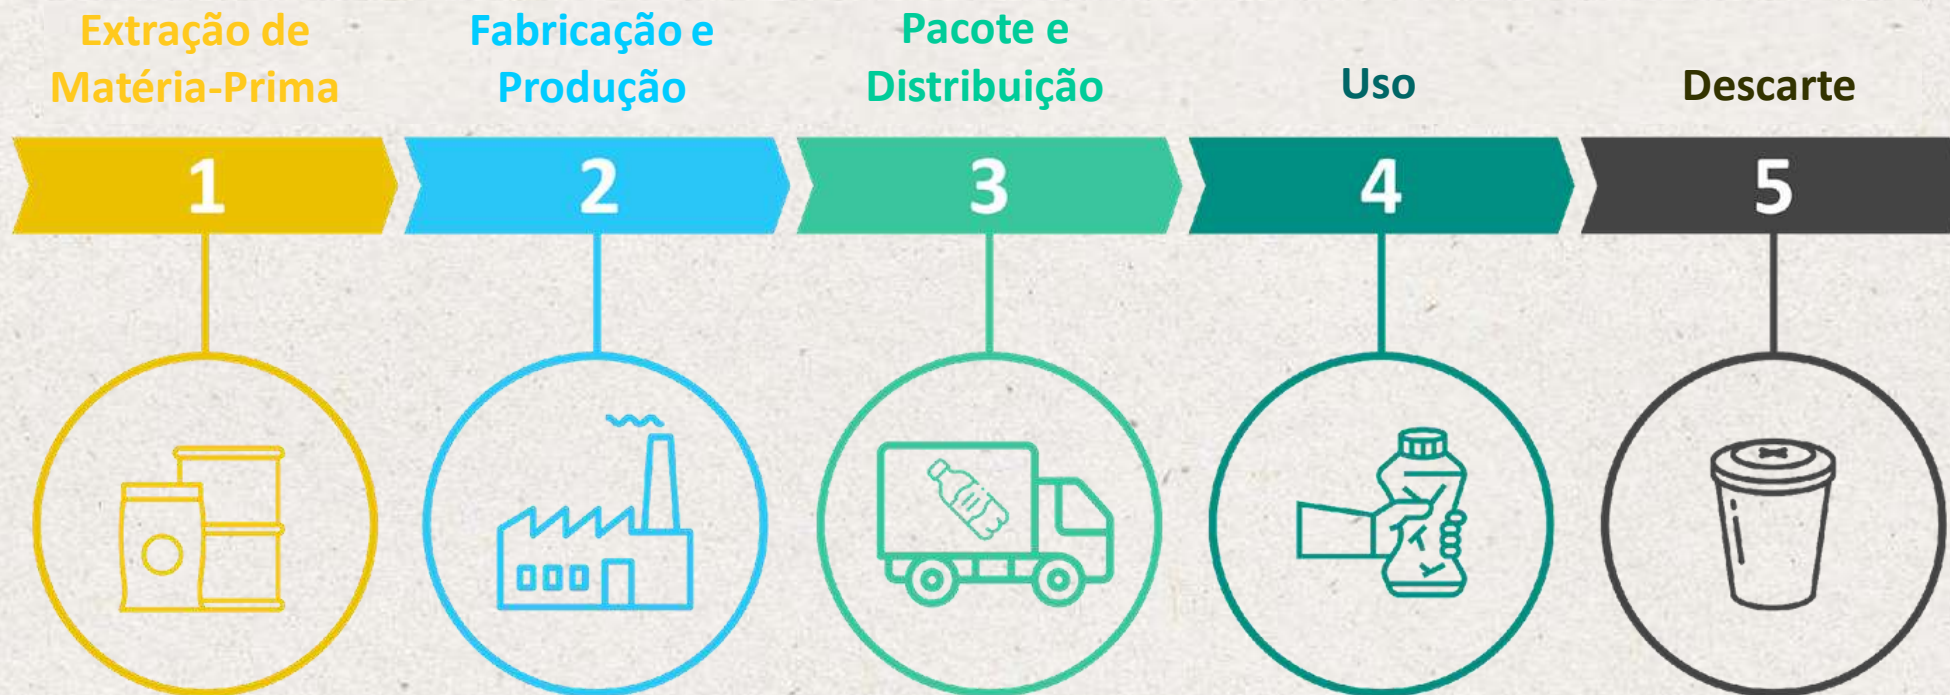 Extração de
Matéria-Prima
Fabricação e
Produção
Pacote e
Distribuição
Uso
Descarte
1
2
3
4
5